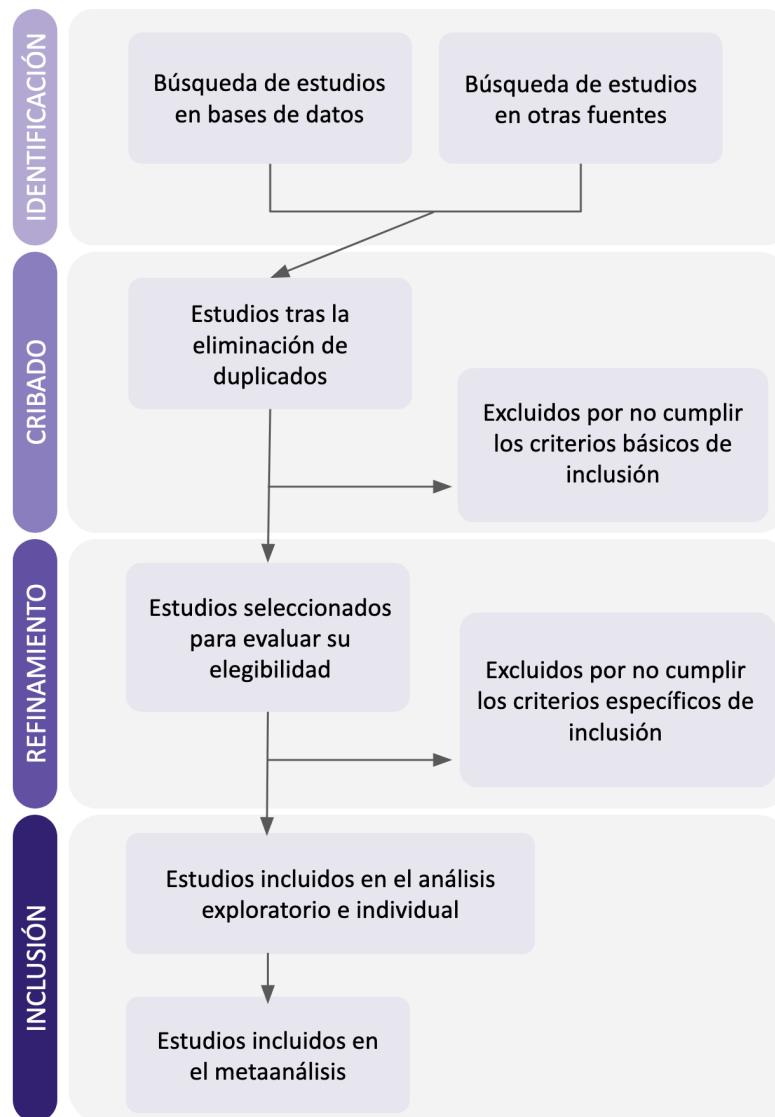 IDENTIFICACIÓN
Búsqueda de estudios
en bases de datos
Búsqueda de estudios
en otras fuentes
CRIBADO
Estudios tras la
eliminación de
duplicados
Excluidos por no cumplir
los criterios básicos de
inclusión
REFINAMIENTO
Estudios seleccionados
para evaluar su
elegibilidad
Excluidos por no cumplir
los criterios específicos de
inclusión
INCLUSIÓN
Estudios incluidos en el análisis
exploratorio e individual
Estudios incluidos en
el metaanálisis